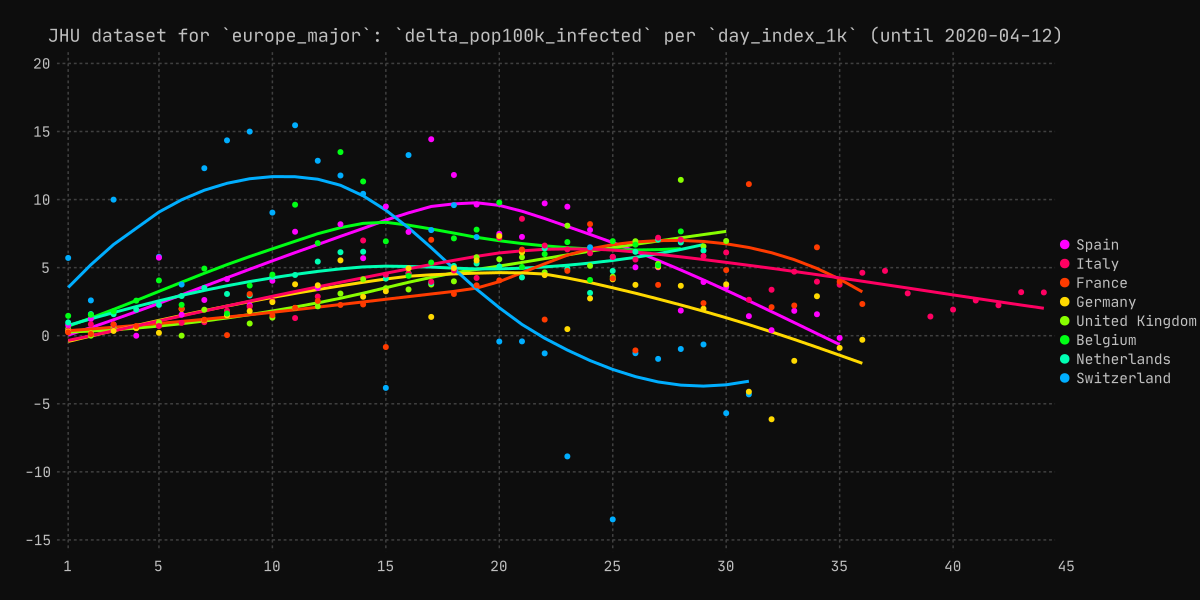 JHU dataset for `europe_major`: `delta_pop100k_infected` per `day_index_1k` (until 2020-04-12)
20
15
10
5
0
-5
-10
-15
1 5 10 15 20 25 30 35 40 45
Spain
Italy
France
Germany
United Kingdom
Belgium
Netherlands
Switzerland